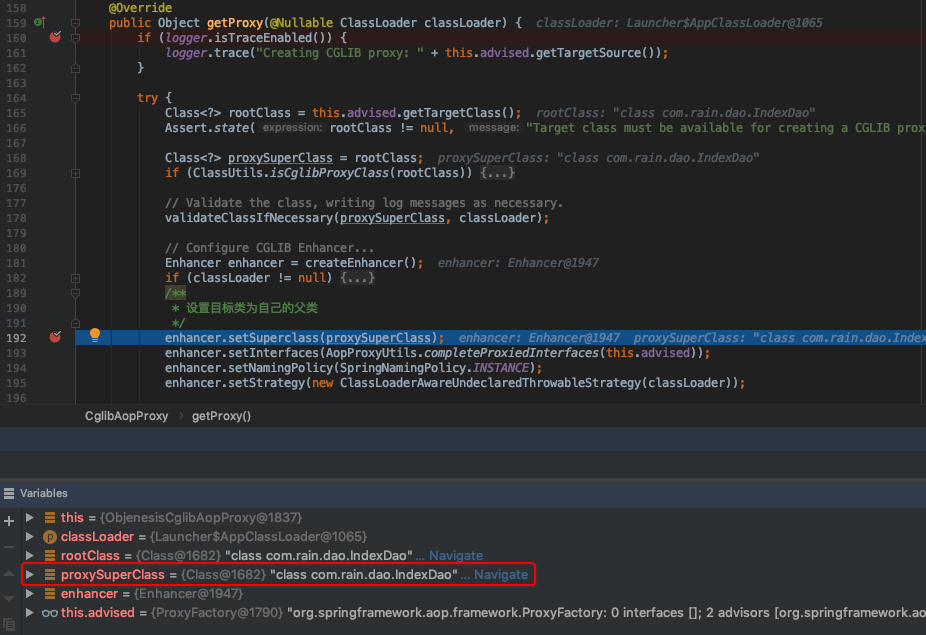 158 @Override
159 public Object getProxy(@Nullable ClassLoader classLoader) { classLoader: Launcher$AppClassLoader@1065
160 if (logger.isTraceEnabled()) {
161 logger.trace("Creating CGLIB proxy: " + this.advised.getTargetSource());
162 }
163
164 try {
165 Class<?> rootClass = this.advised.getTargetClass(); rootClass: "class com.rain.dao.IndexDao"
166 Assert.state( expression: rootClass != null, message: "Target class must be available for creating a CGLIB prox
167
168 Class<?> proxySuperClass = rootClass; proxySuperClass: "class com.rain.dao.IndexDao"
169 if (ClassUtils.isCglibProxyClass(rootClass)) {...}
176
177 // Validate the class, writing log messages as necessary.
178 validateClassIfNecessary(proxySuperClass, classLoader);
179
180 // Configure CGLIB Enhancer...
181 Enhancer enhancer = createEnhancer(); enhancer: Enhancer@1947
182 if (classLoader != null) {...}
189 /**
190 * 设置目标类为自己的父类
191 */
192 enhancer.setSuperclass(proxySuperClass); enhancer: Enhancer@1947 proxySuperClass: "class com.rain.dao.Index
193 enhancer.setInterfaces(AopProxyUtils.completeProxiedInterfaces(this.advised));
194 enhancer.setNamingPolicy(SpringNamingPolicy.INSTANCE);
195 enhancer.setStrategy(new ClassLoaderAwareUndeclaredThrowableStrategy(classLoader));
196
CglibAopProxy › getProxy()
Variables
this = {ObjenesisCglibAopProxy@1837}
p classLoader = {Launcher$AppClassLoader@1065}
rootClass = {Class@1682} "class com.rain.dao.IndexDao" ... Navigate
proxySuperClass = {Class@1682} "class com.rain.dao.IndexDao" ... Navigate
enhancer = {Enhancer@1947}
this.advised = {ProxyFactory@1790} "org.springframework.aop.framework.ProxyFactory: 0 interfaces []; 2 advisors [org.springframework.ao